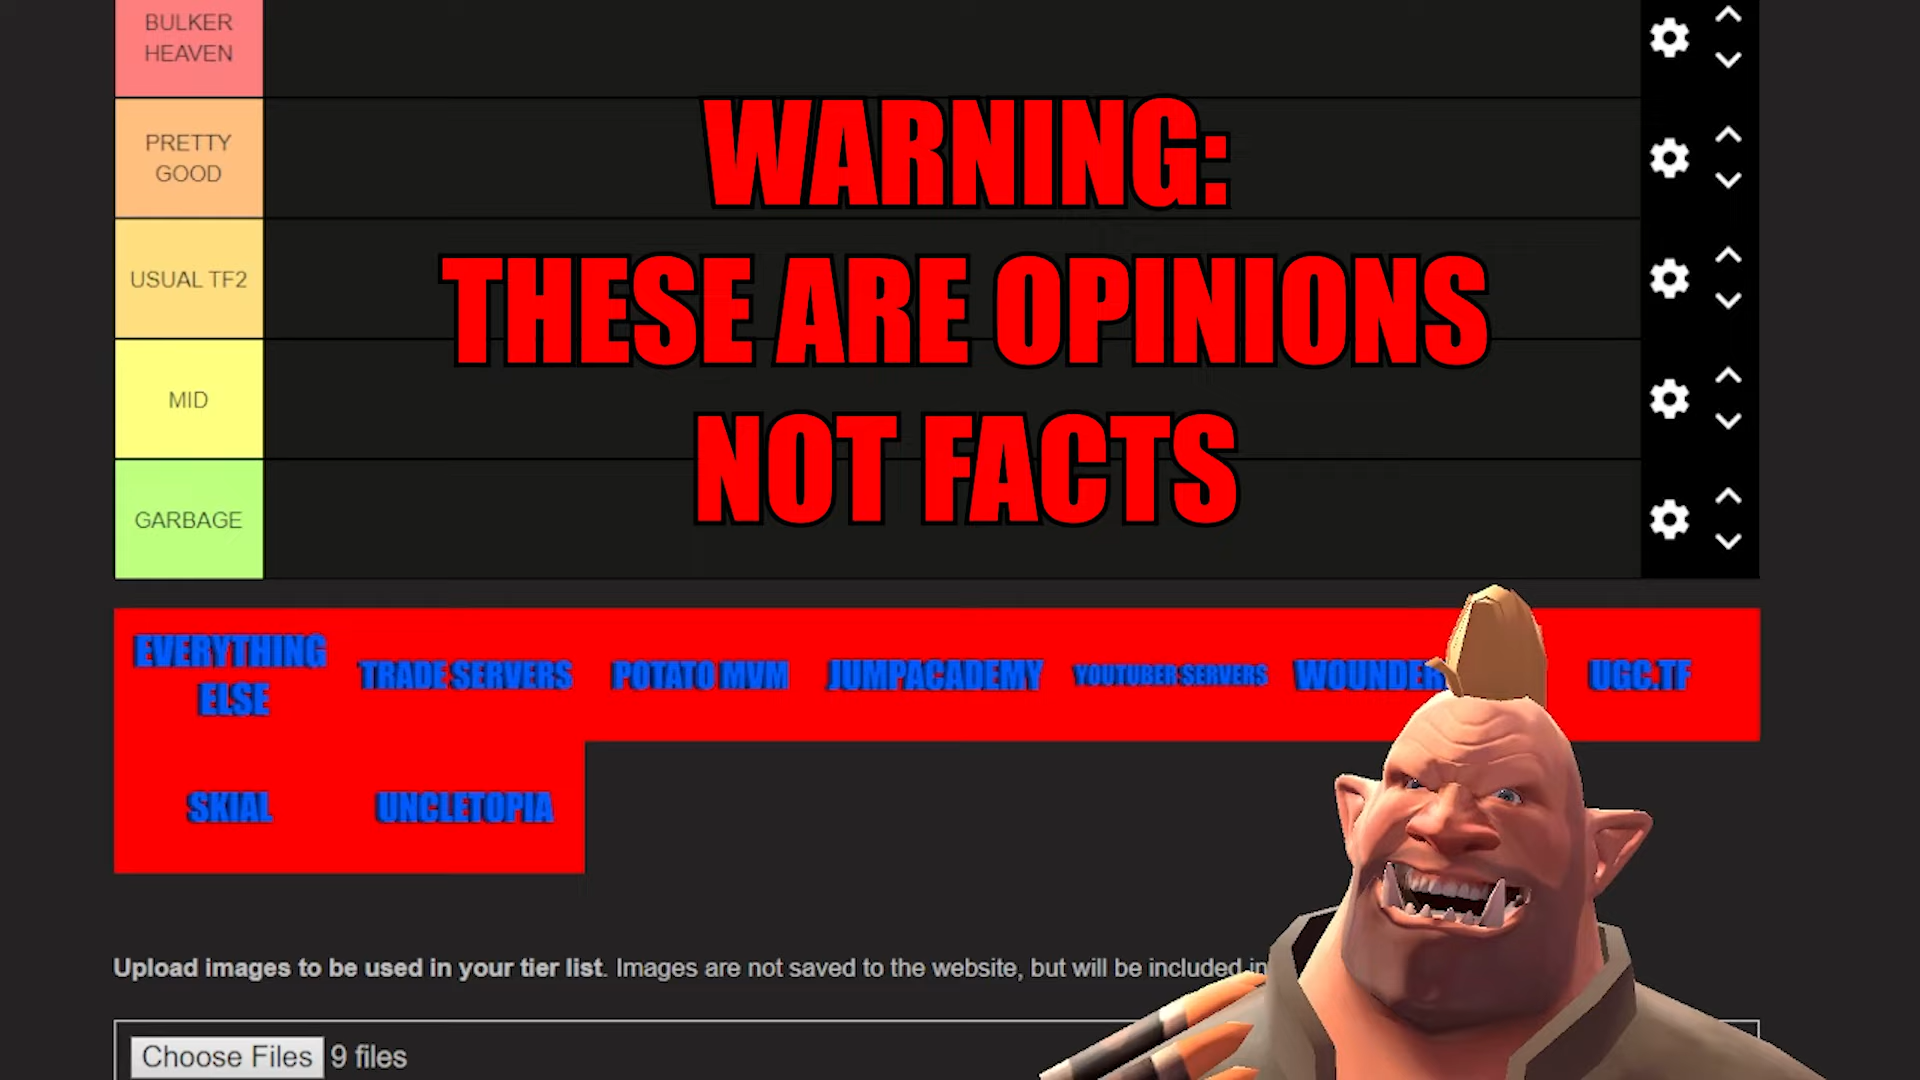 BULKER
HEAVEN
PRETTY
GOOD
USUAL TF2
MID
GARBAGE
WARNING:
THESE ARE OPINIONS
NOT FACTS
EVERYTHING
ELSE
TRADE SERVERS
POTATO MVM
JUMPACADEMY
YOUTUBER SERVERS
UGC.TF
SKIAL
UNCLETOPIA
Upload images to be used in your tier list. Images are not saved to the website, but will be included in
Choose Files 9 files